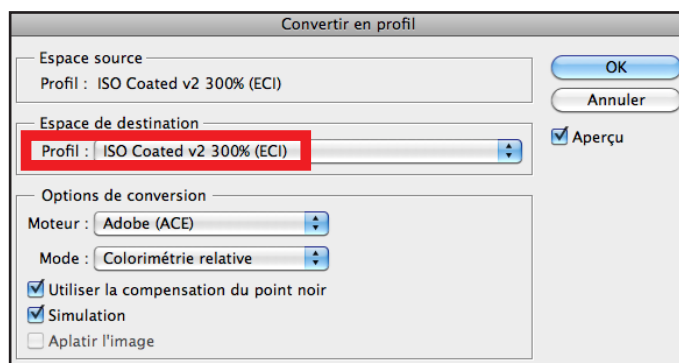 Convertir en profil
Espace source
Profil : ISO Coated v2 300% (ECI)
OK
Annuler
Aperçu
Espace de destination
Profil : ISO Coated v2 300% (ECI)
Options de conversion
Moteur : Adobe (ACE)
Mode : Colorimétrie relative
Utiliser la compensation du point noir
Simulation
Aplatir l'image